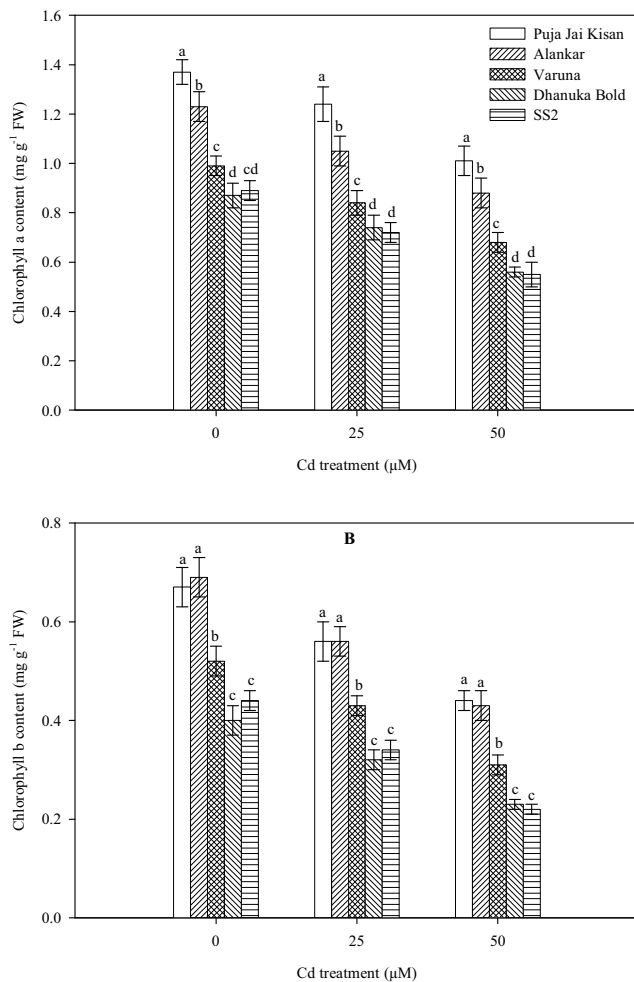 1.6
1.4
1.2
1.0
0.8
0.6
0.4
0.2
0.0
Chlorophyll a content (mg g⁻¹ FW)
Puja Jai Kisan
Alankar
Varuna
Dhanuka Bold
SS2
a
b
c
d
cd
a
b
c
d
d
a
b
c
d
d
0
25
50
Cd treatment (µM)
B
0.8
0.6
0.4
0.2
0.0
Chlorophyll b content (mg g⁻¹ FW)
a
a
b
c
c
a
a
b
c
c
a
a
b
c
c
0
25
50
Cd treatment (µM)